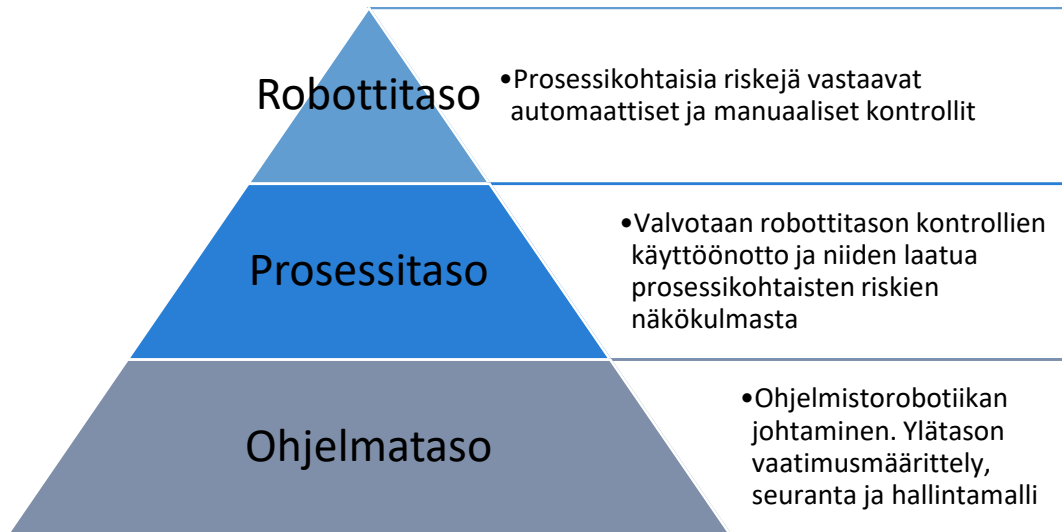 Robottitaso
•Prosessikohtaisia riskejä vastaavat
automaattiset ja manuaaliset kontrollit
Prosessitaso
•Valvotaan robottitason kontrollien
käyttöönotto ja niiden laatua
prosessikohtaisten riskien
näkökulmasta
Ohjelmataso
•Ohjelmistorobotiikan
johtaminen. Ylätason
vaatimusmäärittely,
seuranta ja hallintamalli